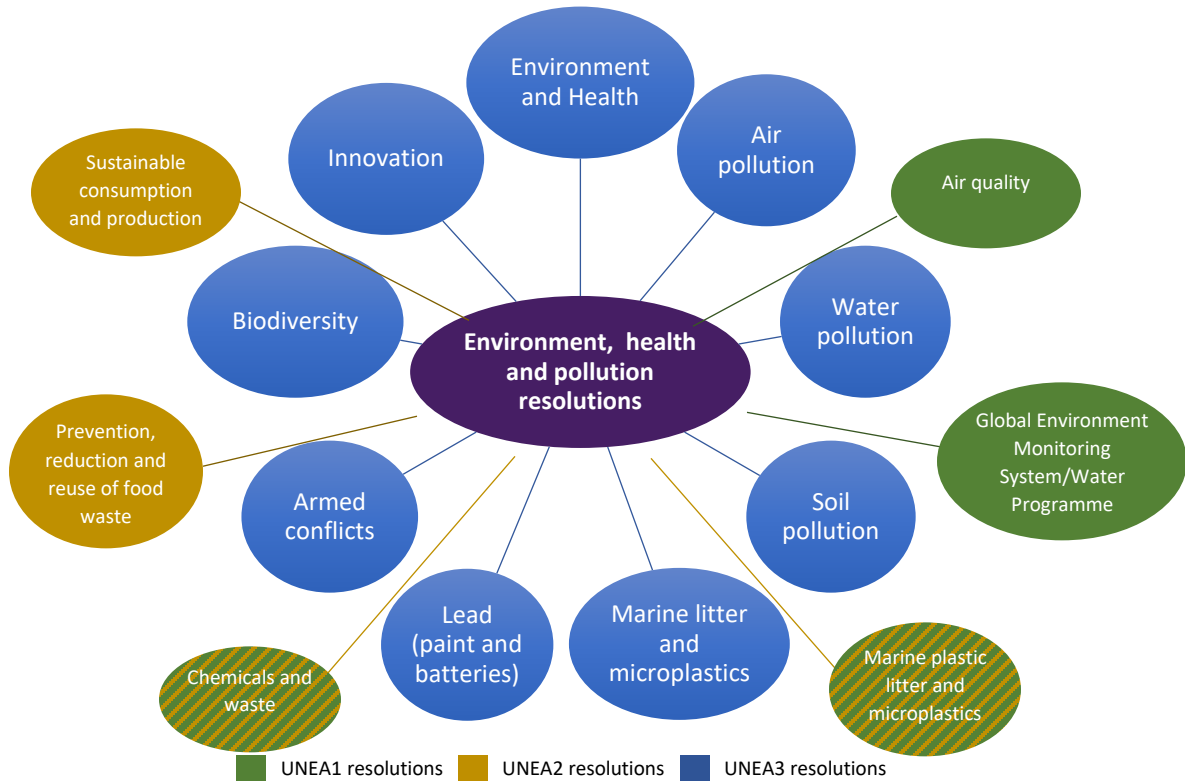 Environment
and Health
Innovation
Air
pollution
Sustainable
consumption
and production
Air quality
Biodiversity
Water
pollution
Environment, health
and pollution
resolutions
Prevention,
reduction and
reuse of food
waste
Global Environment
Monitoring
System/Water
Programme
Armed
conflicts
Soil
pollution
Lead
(paint and
batteries)
Marine litter
and
microplastics
Chemicals and
waste
Marine plastic
litter and
microplastics
UNEA1 resolutions
UNEA2 resolutions
UNEA3 resolutions